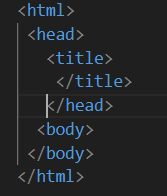 <html>
<head>
<title>
</title>
</head>
<body>
</body>
</html>